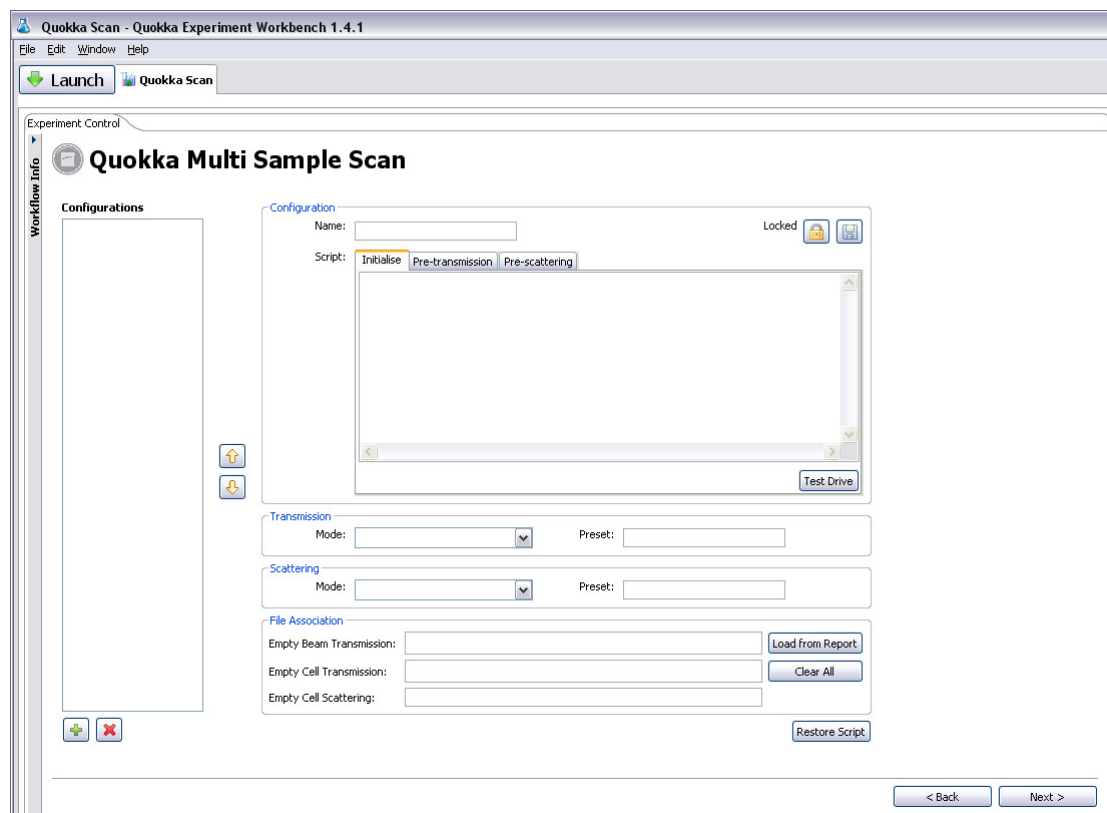 Quokka Scan - Quokka Experiment Workbench 1.4.1
File Edit Window Help
Launch Quokka Scan
Experiment Control
Workflow Info
Quokka Multi Sample Scan
Configurations
Configuration
Name:
Locked
Script:
Initialise Pre-transmission Pre-scattering
Test Drive
Transmission
Mode:
Preset:
Scattering
Mode:
Preset:
File Association
Empty Beam Transmission:
Load from Report
Empty Cell Transmission:
Clear All
Empty Cell Scattering:
Restore Script
< Back Next >